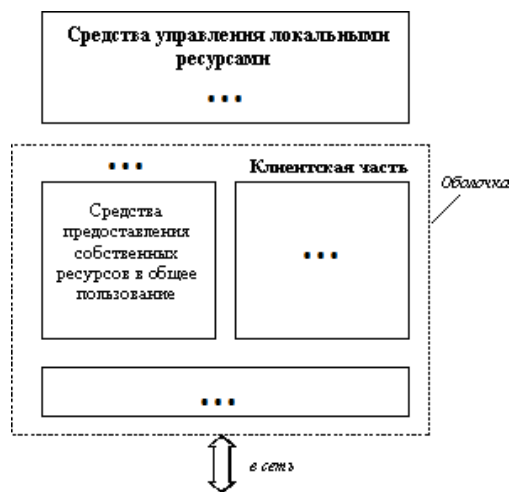 Средства управления локальными
ресурсами
•••
•••
Клиентская часть
Оболочка
Средства
предоставления
собственных
ресурсов в общее
пользование
•••
•••
в сеть